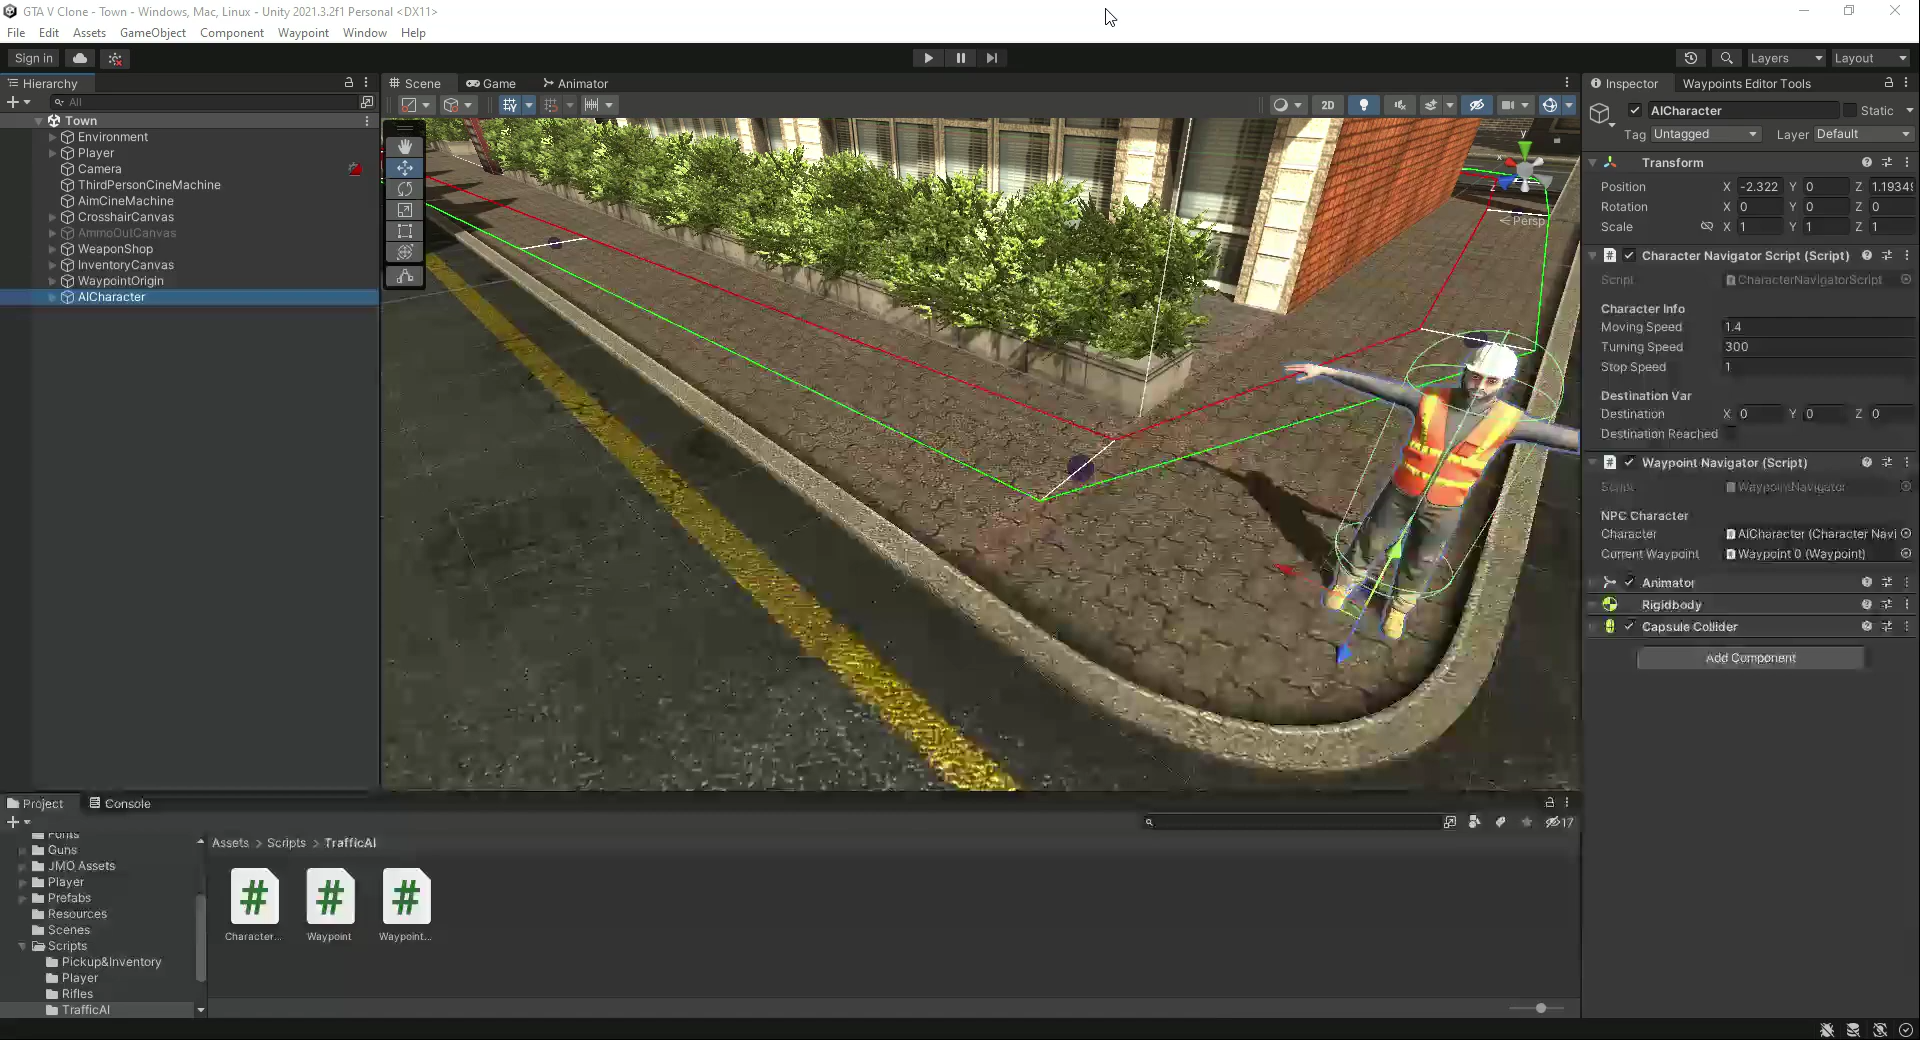 GTA V Clone - Town - Windows, Mac, Linux - Unity 2021.3.2f1 Personal <DX11>
File Edit Assets GameObject Component Waypoint Window Help
Sign in
Layers
Layout
Hierarchy
All
Town
Environment
Player
Camera
ThirdPersonCineMachine
AimCineMachine
CrosshairCanvas
AmmoOutCanvas
WeaponShop
InventoryCanvas
WaypointOrigin
AICharacter
Scene
Game
Animator
2D
y
x
z
Persp
Inspector
Waypoints Editor Tools
AICharacter
Static
Tag Untagged
Layer Default
Transform
Position X -2.322 Y 0 Z 1.1934
Rotation X 0 Y 0 Z 0
Scale X 1 Y 1 Z 1
# Character Navigator Script (Script)
Script CharacterNavigatorScript
Character Info
Moving Speed 1.4
Turning Speed 300
Stop Speed 1
Destination Var
Destination X 0 Y 0 Z 0
Destination Reached
# Waypoint Navigator (Script)
Script WaypointNavigator
NPC Character
Character AICharacter (Character Navi
Current Waypoint Waypoint 0 (Waypoint)
Animator
Rigidbody
Capsule Collider
Add Component
Project
Console
17
Fonts
Guns
JMO Assets
Player
Prefabs
Resources
Scenes
Scripts
Pickup&Inventory
Player
Rifles
TrafficAI
Assets > Scripts > TrafficAI
# # #
Character... Waypoint Waypoint...